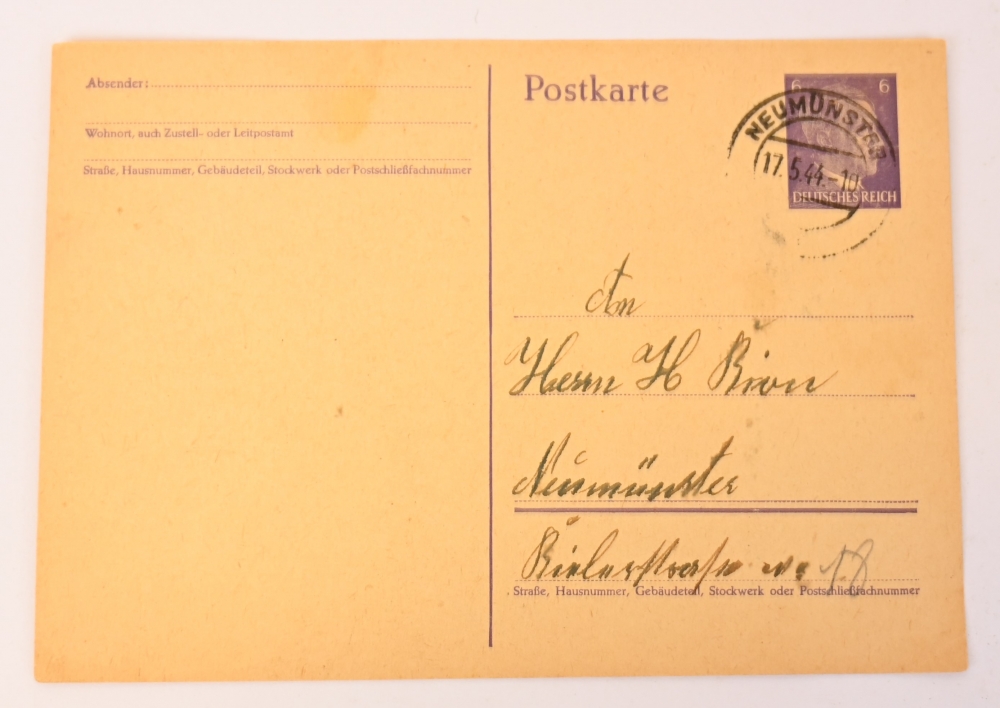 Absender:
Wohnort, auch Zustell- oder Leitpostamt
Straße, Hausnummer, Gebäudeteil, Stockwerk oder Postschließfachnummer
Postkarte
6 6
NEUMÜNSTER
17.5.44.-10
DEUTSCHES REICH
An
Herrn H
Neumünster
Kielerstraße
Straße, Hausnummer, Gebäudeteil, Stockwerk oder Postschließfachnummer